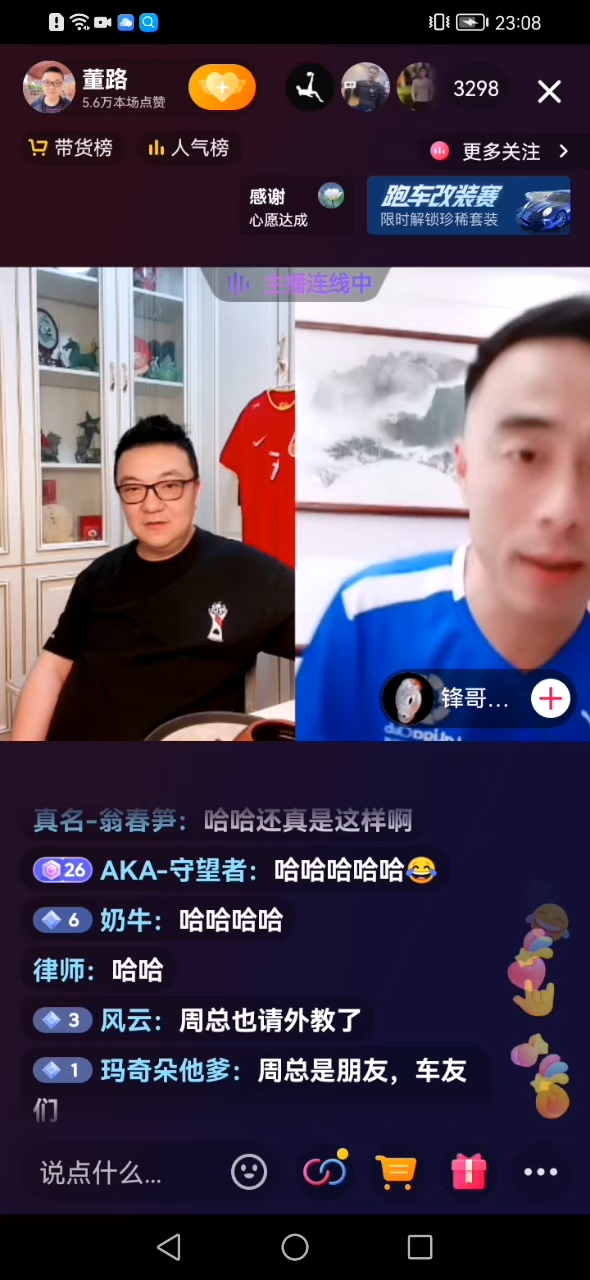 23:08
董路
5.6万本场点赞
3298
带货榜
人气榜
更多关注
感谢
心愿达成
跑车改装赛
限时解锁珍稀套装
主播连线中
7
锋哥...
真名-翁春笋：哈哈还真是这样啊
26 AKA-守望者：哈哈哈哈哈😂
6 奶牛：哈哈哈哈
律师：哈哈
3 风云：周总也请外教了
1 玛奇朵他爹：周总是朋友，车友
们
说点什么...